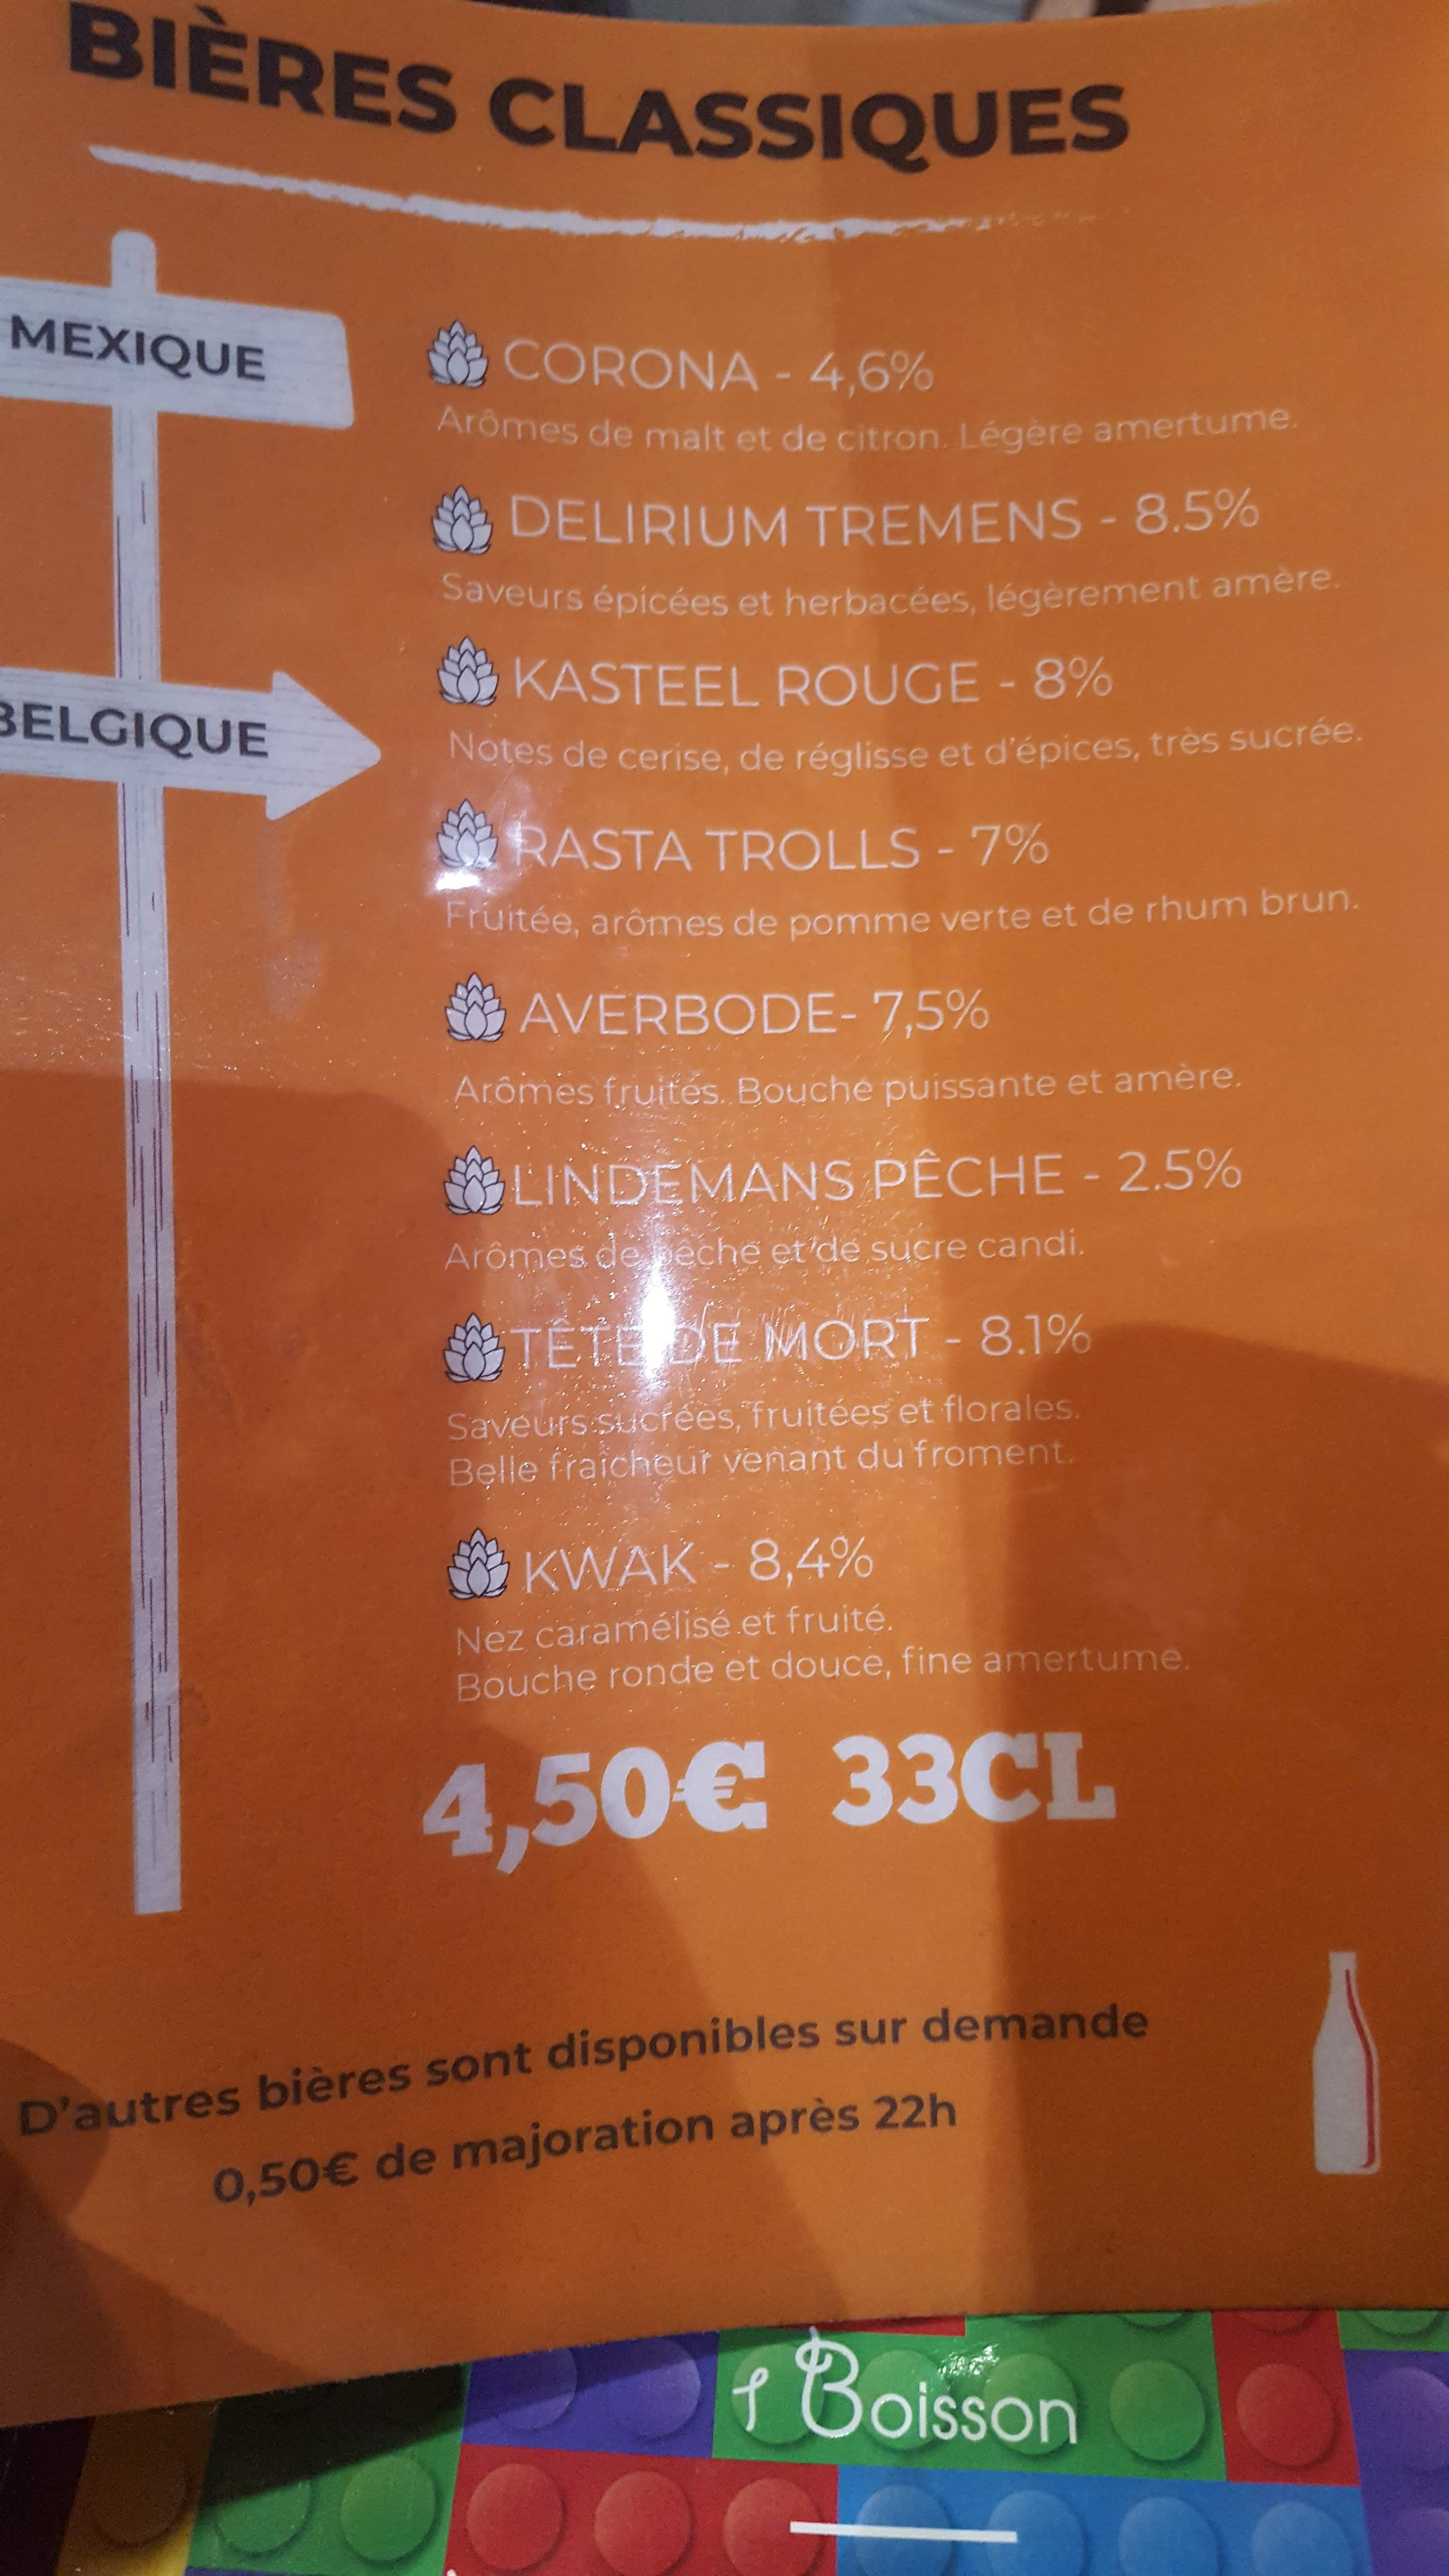 BIÈRES CLASSIQUES
MEXIQUE
CORONA - 4,6%
Arômes de malt et de citron. Légère amertume.
DELIRIUM TREMENS - 8.5%
Saveurs épicées et herbacées, légèrement amère.
BELGIQUE
KASTEEL ROUGE - 8%
Notes de cerise, de réglisse et d'épices, très sucrée.
RASTA TROLLS - 7%
Fruitée, arômes de pomme verte et de rhum brun.
AVERBODE- 7,5%
Arômes fruités. Bouche puissante et amère.
LINDEMANS PÊCHE - 2.5%
Arômes de pêche et de sucre candi.
TÊTE DE MORT - 8.1%
Saveurs sucrées, fruitées et florales.
Belle fraîcheur venant du froment.
KWAK - 8,4%
Nez caramélisé et fruité.
Bouche ronde et douce, fine amertume.
4,50€ 33CL
D'autres bières sont disponibles sur demande
0,50€ de majoration après 22h
1 Boisson